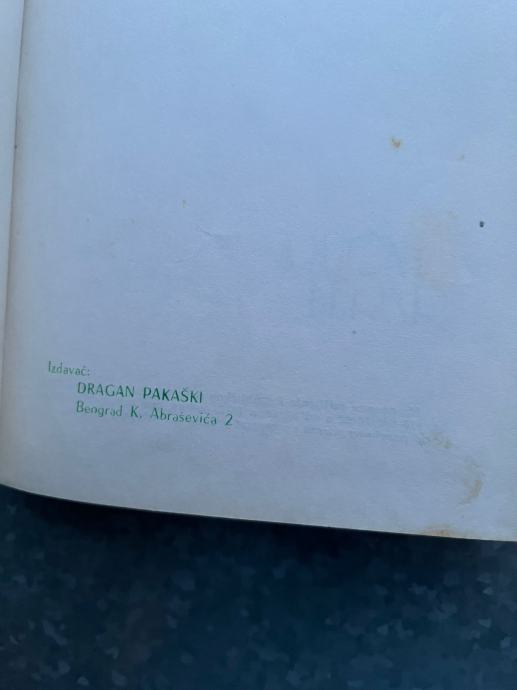 Izdavač:
DRAGAN PAKAŠKI
Beograd K. Abraševića 2